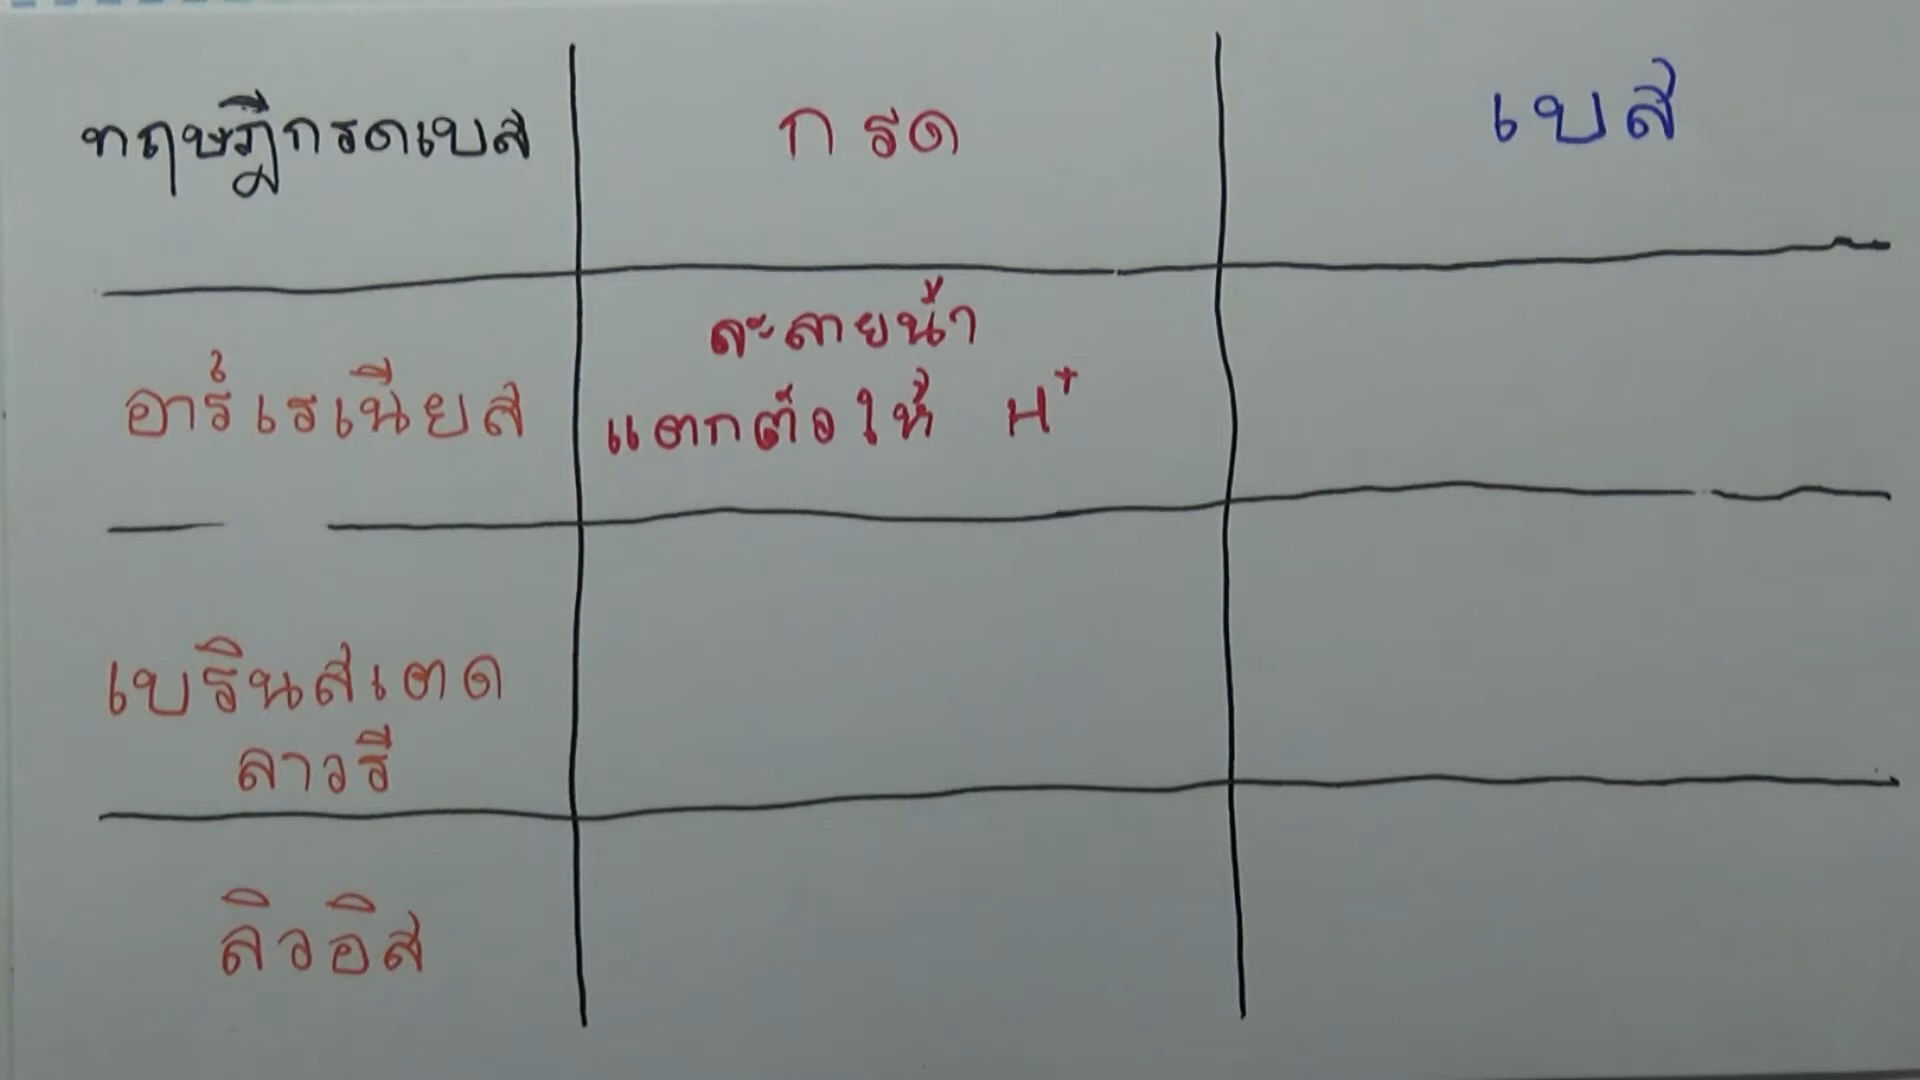 ทฤษฎีกรดเบส
กรด
เบส
อาร์เรเนียส
ละลายน้ำ
แตกตัวให้ H⁺
เบรินสเตด
ลาวรี
ลิวอิส